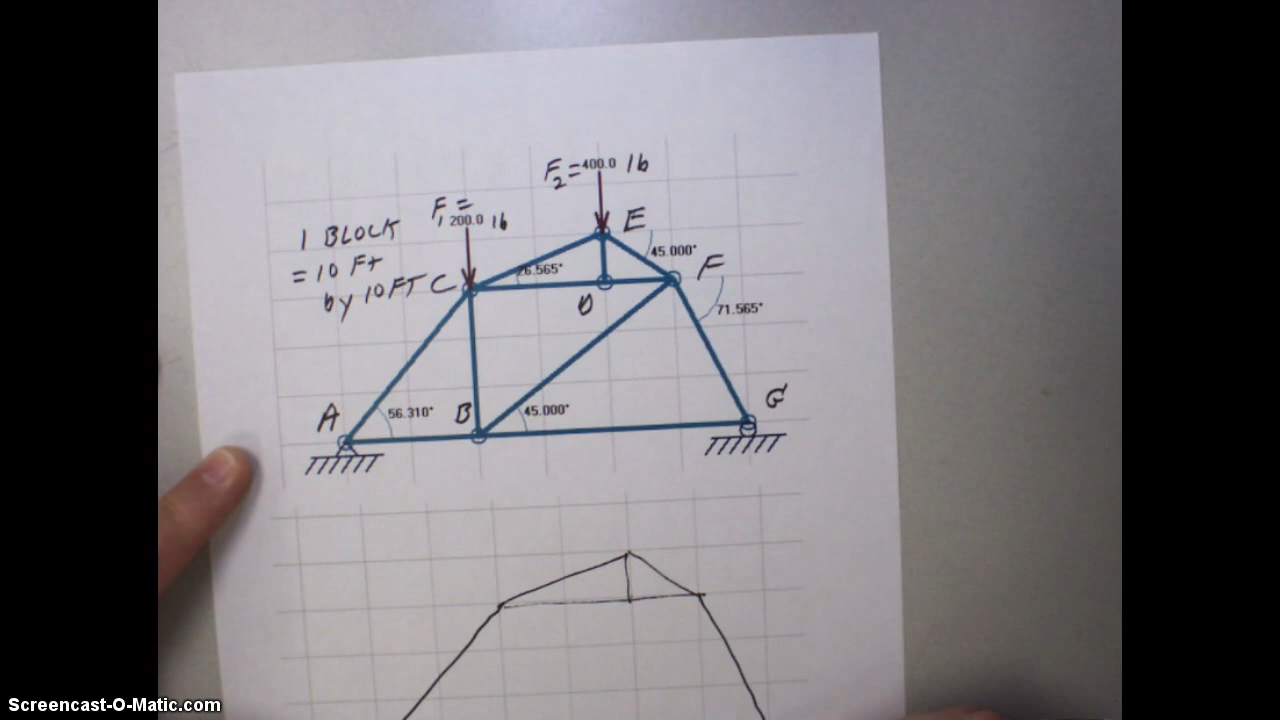 F2=400.0 lb
F1=
200.0 lb
1 BLOCK
=10 Ft
by 10FT
E
45.000°
F
C
26.565°
D
71.565°
A
56.310°
B
45.000°
G
Screencast-O-Matic.com